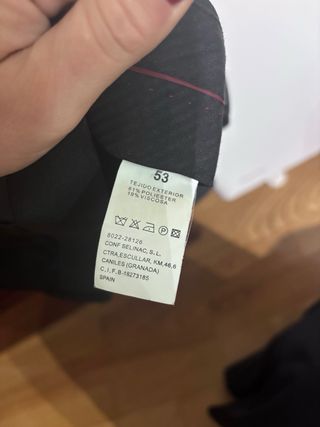 53
TEJIDO EXTERIOR
81% POLIESTER
19% VISCOSA
8022-28126
CONF SELINAC, S.L.
CTRA, ESCULLAR, KM, 46,6
CANILES (GRANADA)
C, I, F, B-18273185
SPAIN